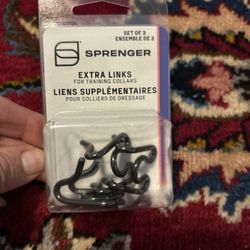 SPRENGER
SET OF 3
ENSEMBLE DE 3
EXTRA LINKS
FOR TRAINING COLLARS
LIENS SUPPLÉMENTAIRES
POUR COLLIERS DE DRESSAGE